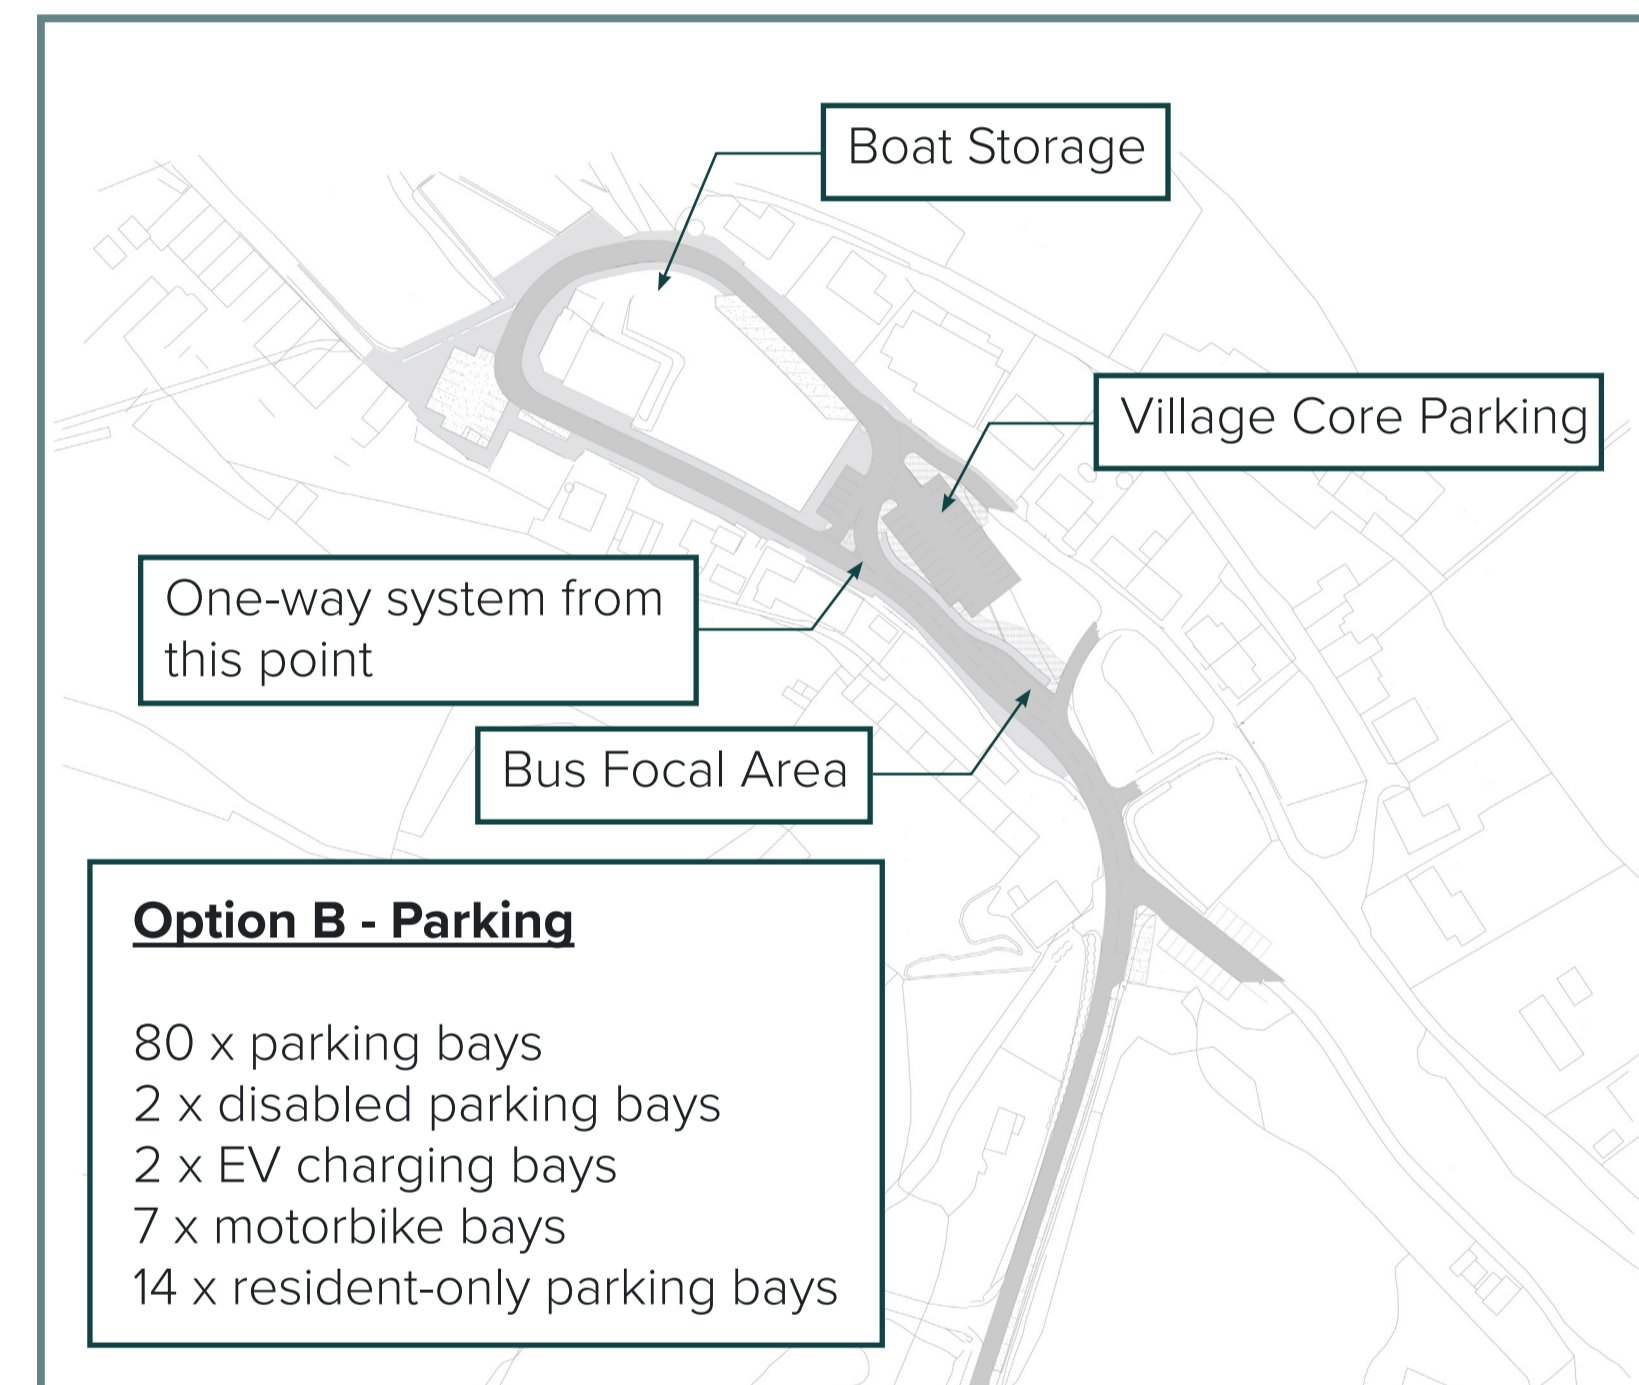 Boat Storage
Village Core Parking
One-way system from
this point
Bus Focal Area
Option B - Parking
80 x parking bays
2 x disabled parking bays
2 x EV charging bays
7 x motorbike bays
14 x resident-only parking bays